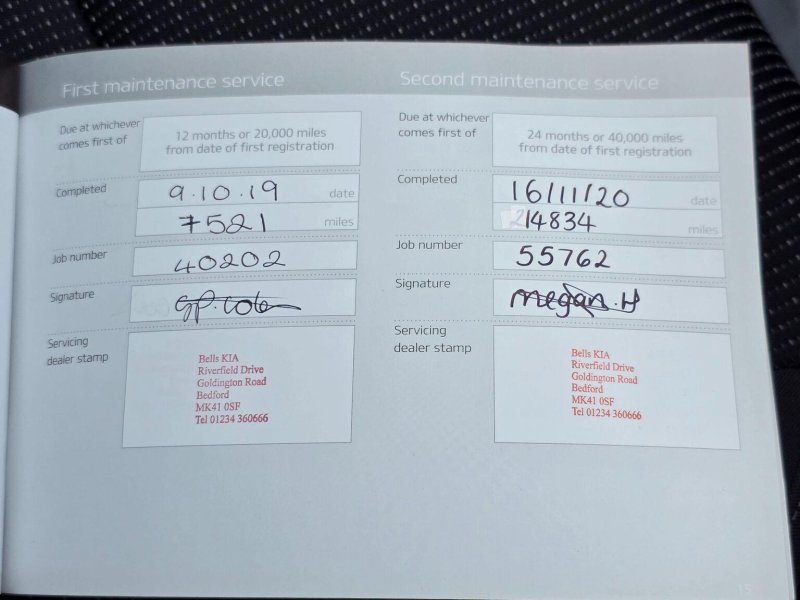 First maintenance service
Due at whichever
comes first of
12 months or 20,000 miles
from date of first registration
Completed
9.10.19
date
7521
miles
Job number
40202
Signature
Servicing
dealer stamp
Bells KIA
Riverfield Drive
Goldington Road
Bedford
MK41 0SF
Tel 01234 360666
Second maintenance service
Due at whichever
comes first of
24 months or 40,000 miles
from date of first registration
Completed
16/11/20
date
14834
miles
Job number
55762
Signature
megan.H
Servicing
dealer stamp
Bells KIA
Riverfield Drive
Goldington Road
Bedford
MK41 0SF
Tel 01234 360666
15